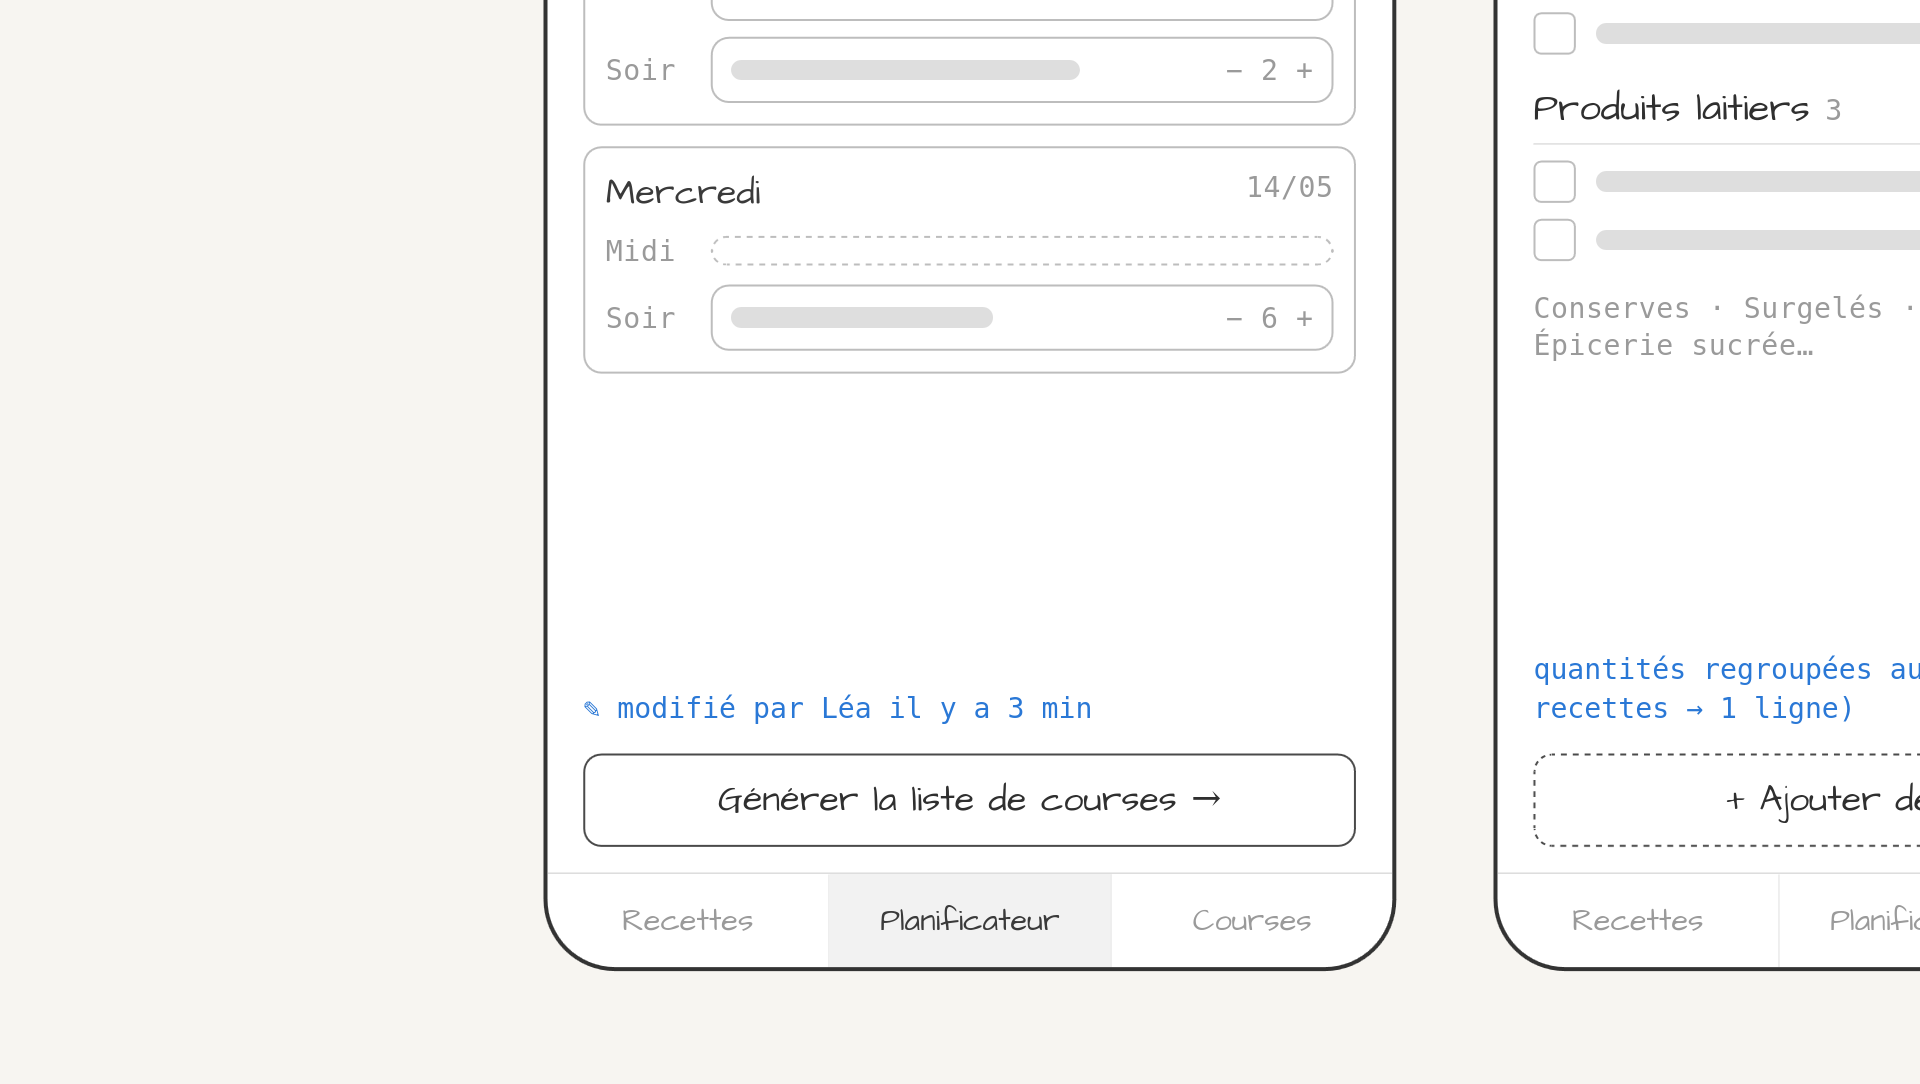 Soir
− 2 +
Mercredi
14/05
Midi
Soir
− 6 +
✎ modifié par Léa il y a 3 min
Générer la liste de courses →
Recettes
Planificateur
Courses
Produits laitiers 3
Conserves · Surgelés ·
Épicerie sucrée…
quantités regroupées au
recettes → 1 ligne)
+ Ajouter de
Recettes
Planific